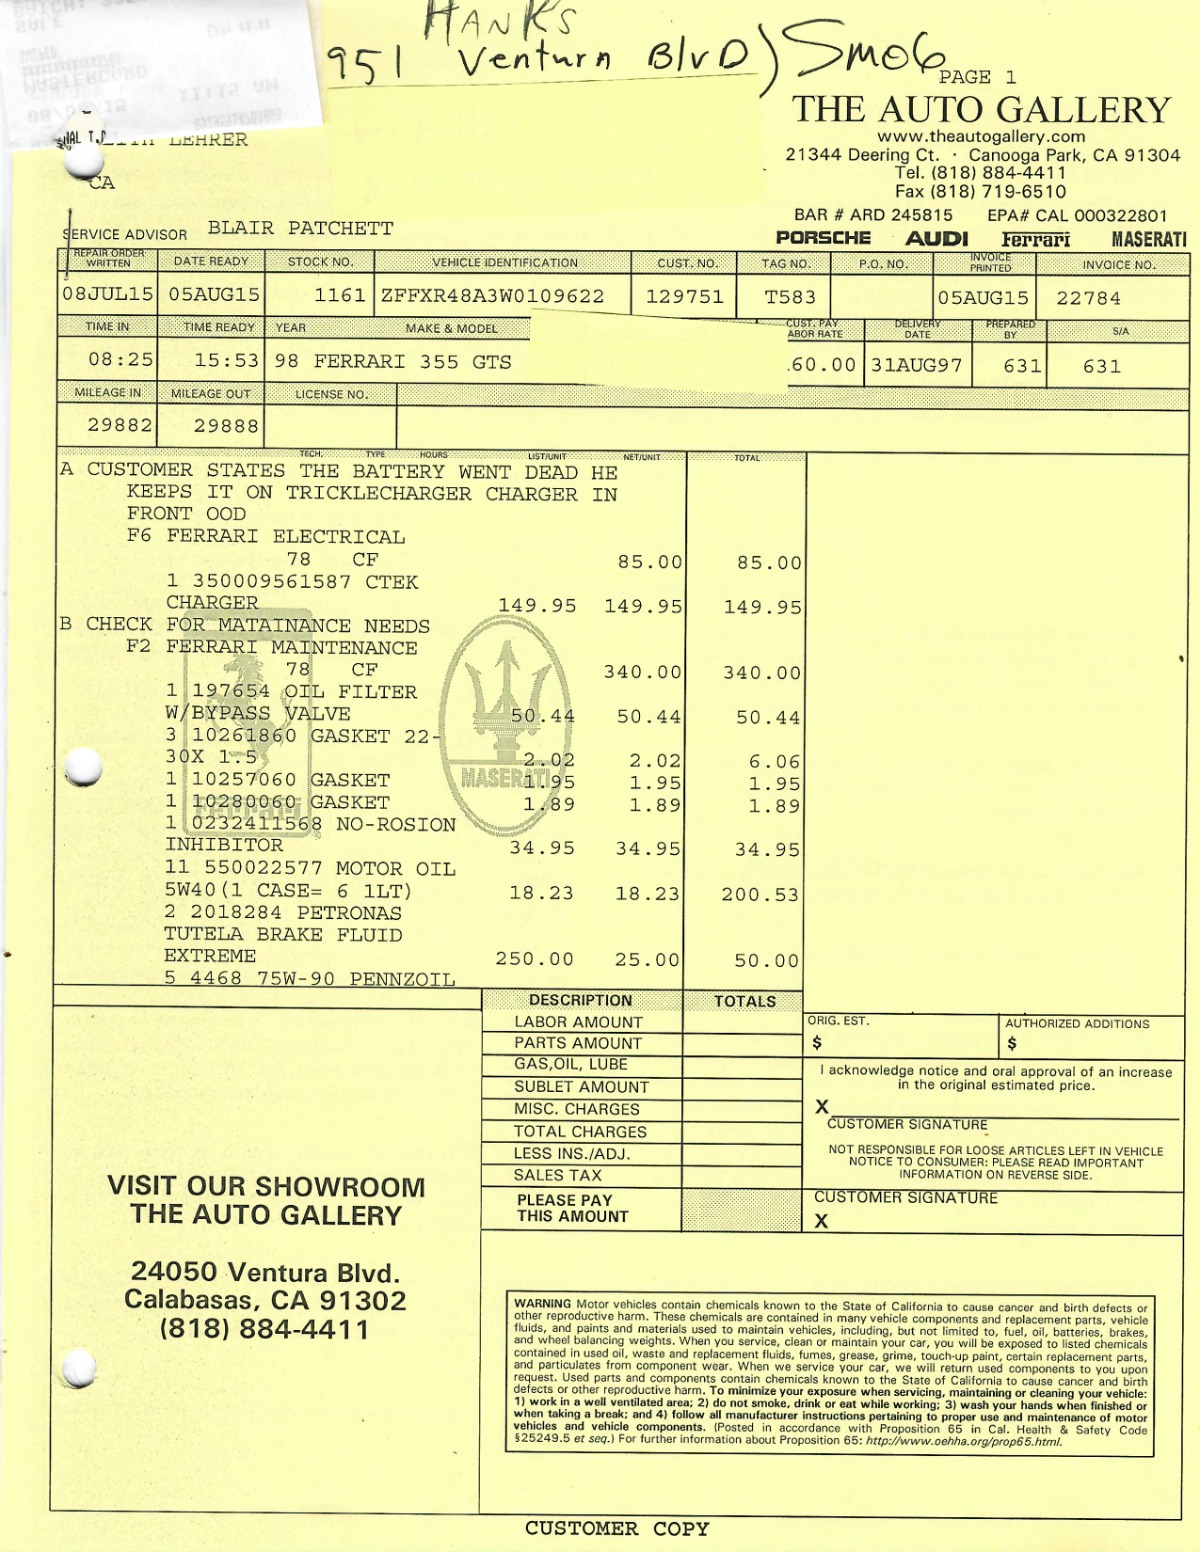 HANKS
951 Ventura BlvD) SMOG
PAGE 1
THE AUTO GALLERY
www.theautogallery.com
21344 Deering Ct. · Canooga Park, CA 91304
Tel. (818) 884-4411
Fax (818) 719-6510
LEHRER
CA
BAR # ARD 245815 EPA# CAL 000322801
SERVICE ADVISOR BLAIR PATCHETT
PORSCHE AUDI Ferrari MASERATI
REPAIR ORDER WRITTEN DATE READY STOCK NO. VEHICLE IDENTIFICATION CUST. NO. TAG NO. P.O. NO. INVOICE PRINTED INVOICE NO.
08JUL15 05AUG15 1161 ZFFXR48A3W0109622 129751 T583 05AUG15 22784
TIME IN TIME READY YEAR MAKE & MODEL CUST. PAY ABOR RATE DELIVERY DATE PREPARED BY S/A
08:25 15:53 98 FERRARI 355 GTS .60.00 31AUG97 631 631
MILEAGE IN MILEAGE OUT LICENSE NO.
29882 29888
TECH. TYPE HOURS LIST/UNIT NET/UNIT TOTAL
A CUSTOMER STATES THE BATTERY WENT DEAD HE
KEEPS IT ON TRICKLECHARGER CHARGER IN
FRONT OOD
F6 FERRARI ELECTRICAL
78 CF 85.00 85.00
1 350009561587 CTEK
CHARGER 149.95 149.95 149.95
B CHECK FOR MATAINANCE NEEDS
F2 FERRARI MAINTENANCE
78 CF 340.00 340.00
1 197654 OIL FILTER
W/BYPASS VALVE 50.44 50.44 50.44
3 10261860 GASKET 22-
30X 1.5 2.02 2.02 6.06
1 10257060 GASKET 1.95 1.95 1.95
1 10280060 GASKET 1.89 1.89 1.89
1 0232411568 NO-ROSION
INHIBITOR 34.95 34.95 34.95
11 550022577 MOTOR OIL
5W40(1 CASE= 6 1LT) 18.23 18.23 200.53
2 2018284 PETRONAS
TUTELA BRAKE FLUID
EXTREME 250.00 25.00 50.00
5 4468 75W-90 PENNZOIL
Ferrari
MASERATI
DESCRIPTION TOTALS
LABOR AMOUNT
PARTS AMOUNT
GAS,OIL, LUBE
SUBLET AMOUNT
MISC. CHARGES
TOTAL CHARGES
LESS INS./ADJ.
SALES TAX
PLEASE PAY
THIS AMOUNT
ORIG. EST. AUTHORIZED ADDITIONS
$ $
I acknowledge notice and oral approval of an increase
in the original estimated price.
X
CUSTOMER SIGNATURE
NOT RESPONSIBLE FOR LOOSE ARTICLES LEFT IN VEHICLE
NOTICE TO CONSUMER: PLEASE READ IMPORTANT
INFORMATION ON REVERSE SIDE.
CUSTOMER SIGNATURE
X
VISIT OUR SHOWROOM
THE AUTO GALLERY
24050 Ventura Blvd.
Calabasas, CA 91302
(818) 884-4411
WARNING Motor vehicles contain chemicals known to the State of California to cause cancer and birth defects or
other reproductive harm. These chemicals are contained in many vehicle components and replacement parts, vehicle
fluids, and paints and materials used to maintain vehicles, including, but not limited to, fuel, oil, batteries, brakes,
and wheel balancing weights. When you service, clean or maintain your car, you will be exposed to listed chemicals
contained in used oil, waste and replacement fluids, fumes, grease, grime, touch-up paint, certain replacement parts,
and particulates from component wear. When we service your car, we will return used components to you upon
request. Used parts and components contain chemicals known to the State of California to cause cancer and birth
defects or other reproductive harm. To minimize your exposure when servicing, maintaining or cleaning your vehicle:
1) work in a well ventilated area; 2) do not smoke, drink or eat while working; 3) wash your hands when finished or
when taking a break; and 4) follow all manufacturer instructions pertaining to proper use and maintenance of motor
vehicles and vehicle components. (Posted in accordance with Proposition 65 in Cal. Health & Safety Code
§25249.5 et seq.) For further information about Proposition 65: http://www.oehha.org/prop65.html.
CUSTOMER COPY